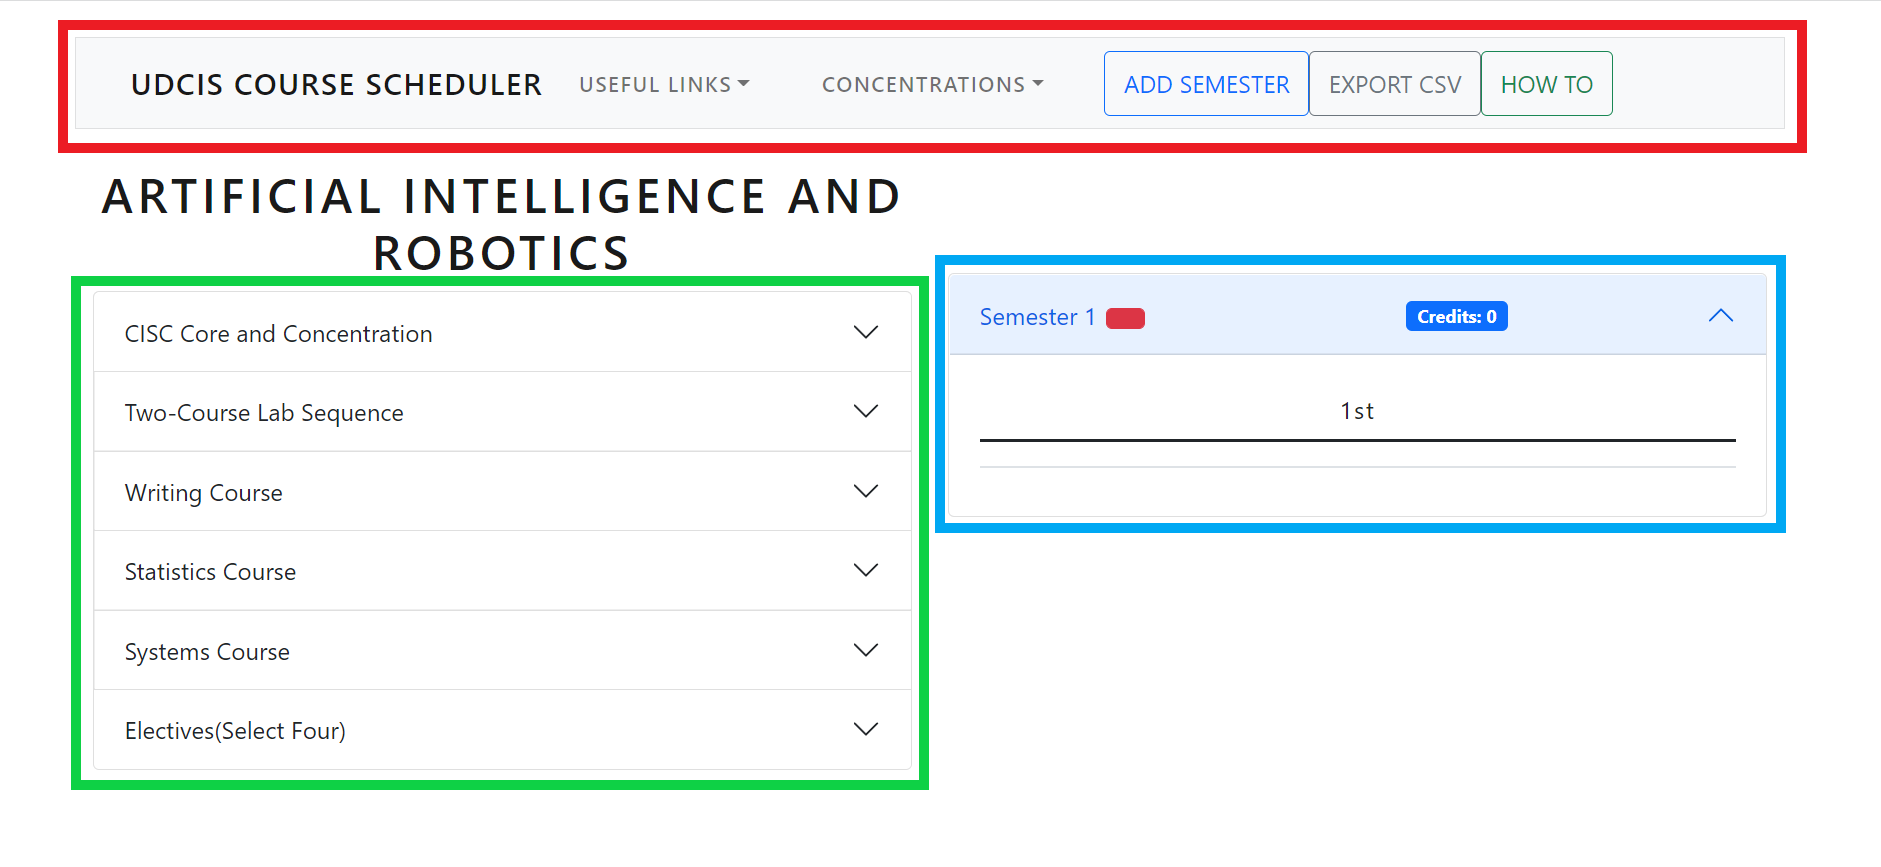 UDCIS COURSE SCHEDULER USEFUL LINKS CONCENTRATIONS ADD SEMESTER EXPORT CSV HOW TO
ARTIFICIAL INTELLIGENCE AND
ROBOTICS
CISC Core and Concentration
Two-Course Lab Sequence
Writing Course
Statistics Course
Systems Course
Electives(Select Four)
Semester 1 Credits: 0
1st